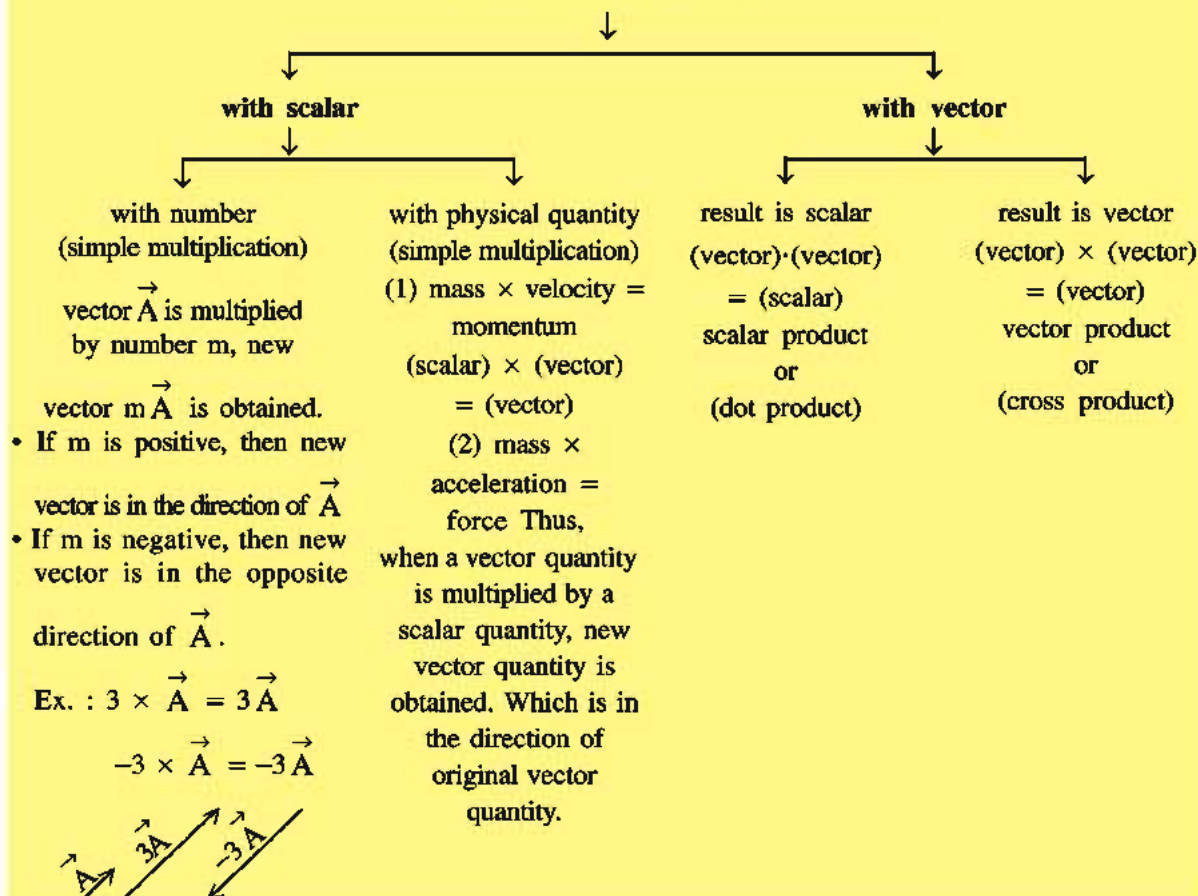 with scalar
with vector
with number
(simple multiplication)
vector A⃗ is multiplied
by number m, new
vector m A⃗ is obtained.
• If m is positive, then new
vector is in the direction of A⃗
• If m is negative, then new
vector is in the opposite
direction of A⃗ .
Ex. : 3 × A⃗ = 3 A⃗
−3 × A⃗ = −3 A⃗
A⃗
3A⃗
−3 A⃗
with physical quantity
(simple multiplication)
(1) mass × velocity =
momentum
(scalar) × (vector)
= (vector)
(2) mass ×
acceleration =
force Thus,
when a vector quantity
is multiplied by a
scalar quantity, new
vector quantity is
obtained. Which is in
the direction of
original vector
quantity.
result is scalar
(vector)·(vector)
= (scalar)
scalar product
or
(dot product)
result is vector
(vector) × (vector)
= (vector)
vector product
or
(cross product)